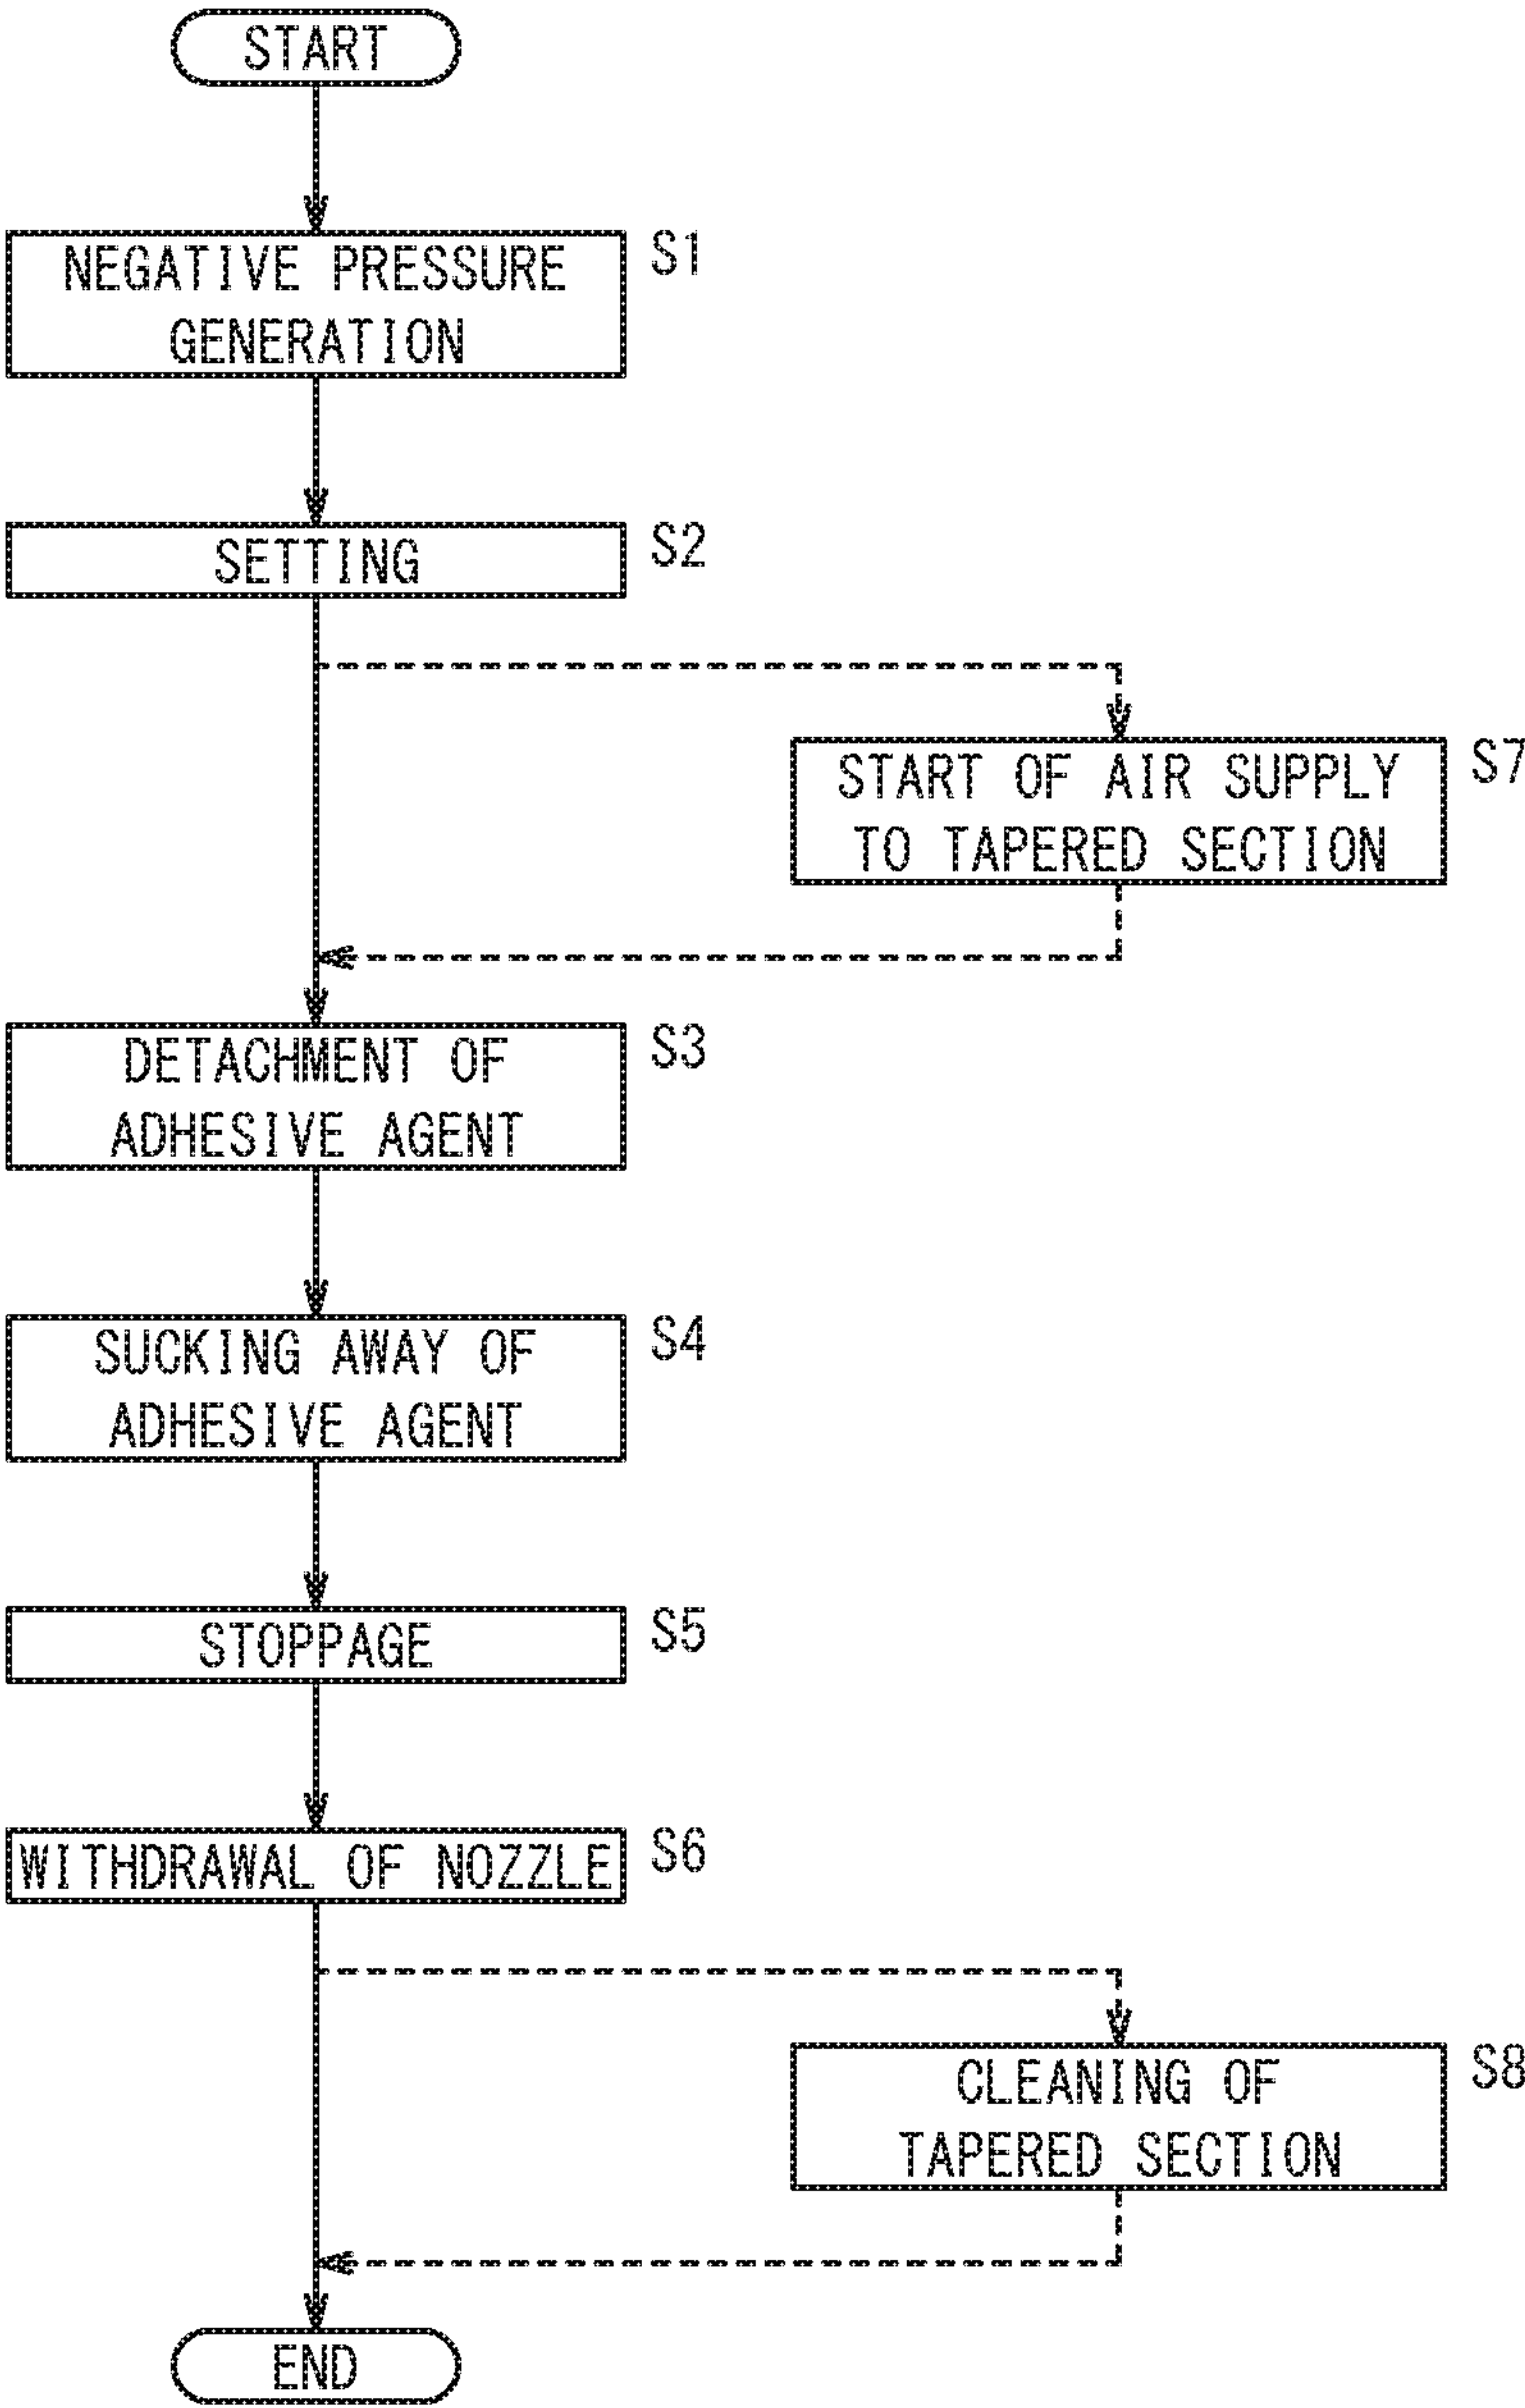 START
NEGATIVE PRESSURE
GENERATION
S1
SETTING
S2
START OF AIR SUPPLY
TO TAPERED SECTION
S7
DETACHMENT OF
ADHESIVE AGENT
S3
SUCKING AWAY OF
ADHESIVE AGENT
S4
STOPPAGE
S5
WITHDRAWAL OF NOZZLE
S6
CLEANING OF
TAPERED SECTION
S8
END